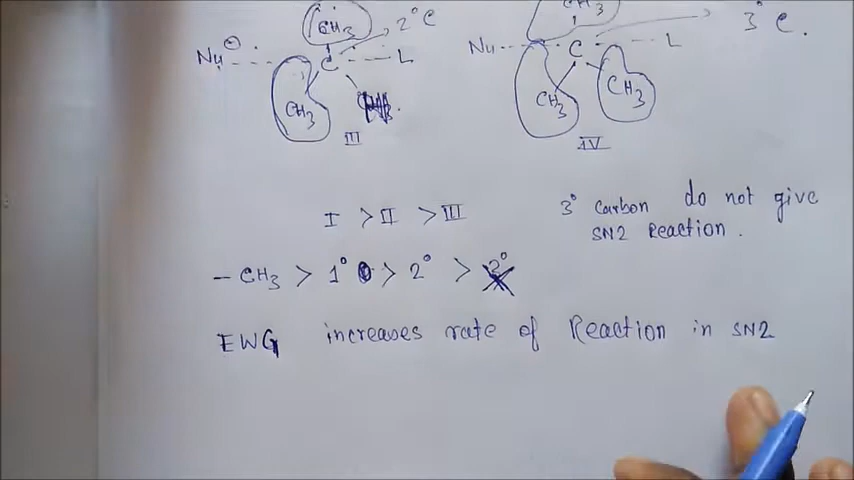 CH3 2° C CH3 3° C.
Nu⊖ C L Nu C L
CH3 CH3 CH3
III IV
I > II > III
3° Carbon do not give
SN2 Reaction.
– CH3 > 1° > 2° >
EWG increases rate of Reaction in SN2